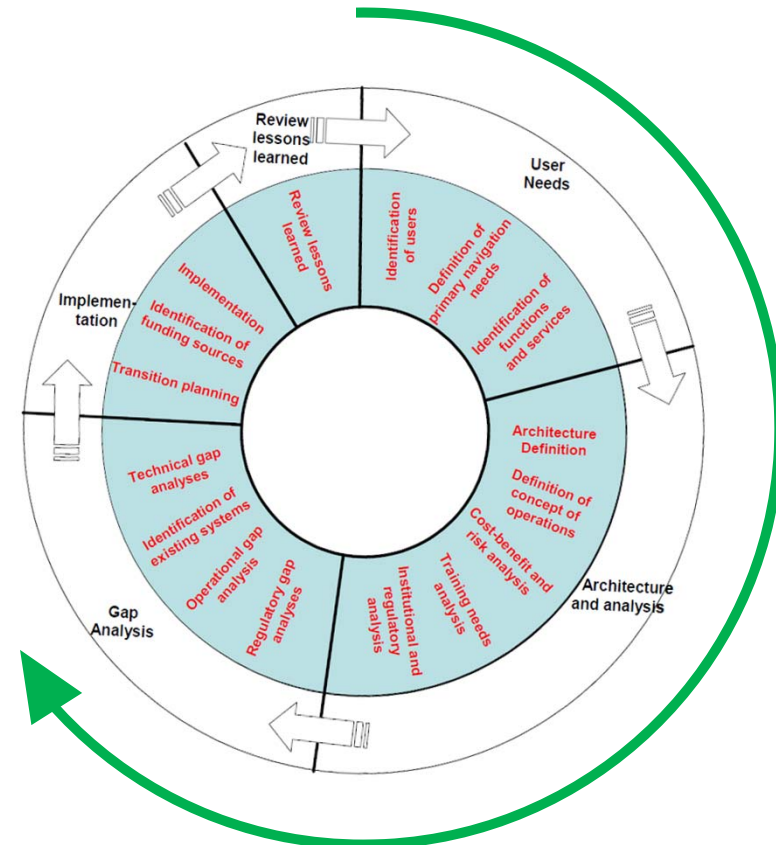 Review
lessons
learned
User
Needs
Architecture
and analysis
Gap
Analysis
Implemen-
tation
Identification
of users
Definition of
primary navigation
needs
Identification of
functions
and services
Architecture
Definition
Definition of
concept of
operations
Cost-benefit and
risk analysis
Training needs
analysis
Institutional and
regulatory
analysis
Regulatory gap
analyses
Operational gap
analysis
Identification of
existing systems
Technical gap
analyses
Transition planning
Identification of
funding sources
Implementation
Review lessons
learned